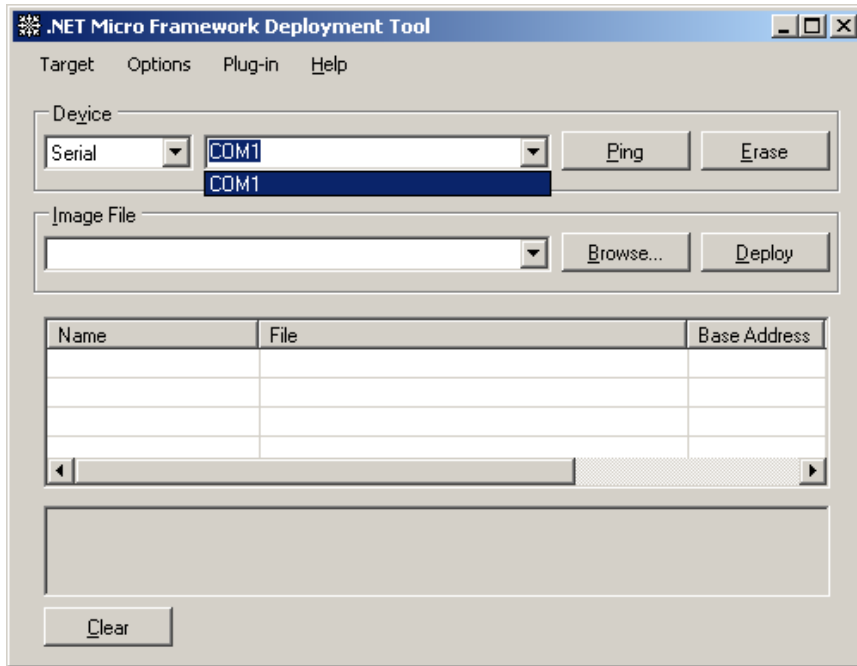 .NET Micro Framework Deployment Tool
Target Options Plug-in Help
Device
Serial COM1 Ping Erase
COM1
Image File
Browse... Deploy
Name File Base Address
Clear